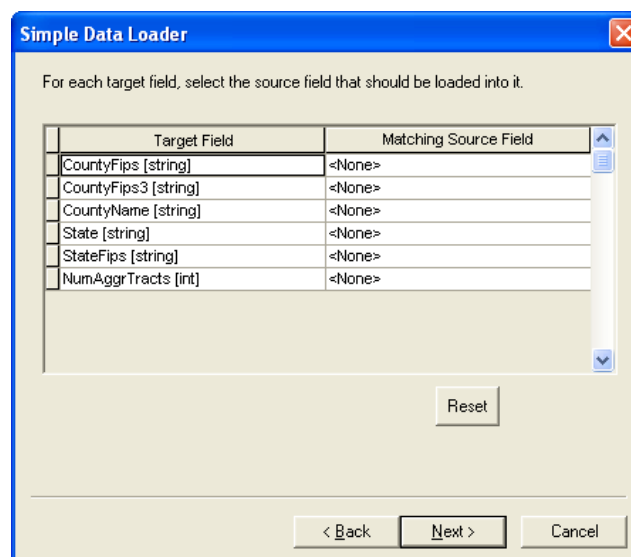 Simple Data Loader
For each target field, select the source field that should be loaded into it.
Target Field Matching Source Field
CountyFips [string] <None>
CountyFips3 [string] <None>
CountyName [string] <None>
State [string] <None>
StateFips [string] <None>
NumAggrTracts [int] <None>
Reset
< Back Next > Cancel